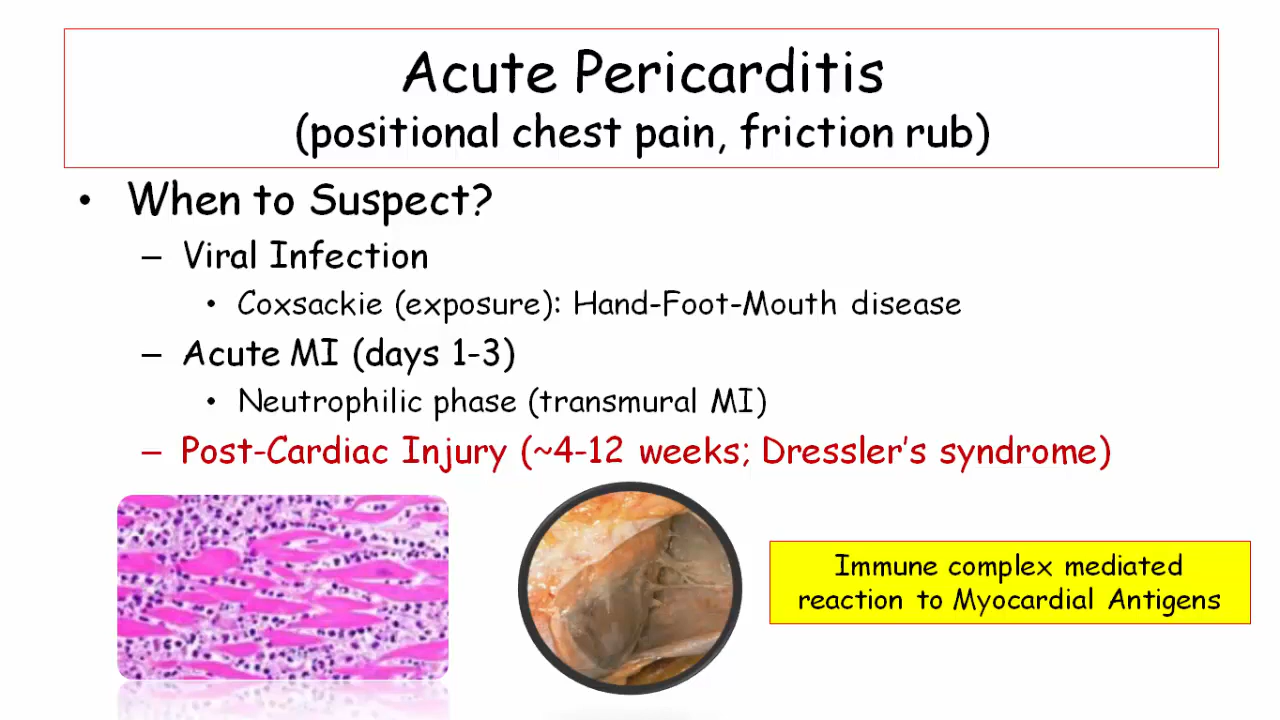 Acute Pericarditis
(positional chest pain, friction rub)
• When to Suspect?
– Viral Infection
• Coxsackie (exposure): Hand-Foot-Mouth disease
– Acute MI (days 1-3)
• Neutrophilic phase (transmural MI)
– Post-Cardiac Injury (~4-12 weeks; Dressler's syndrome)
Immune complex mediated
reaction to Myocardial Antigens